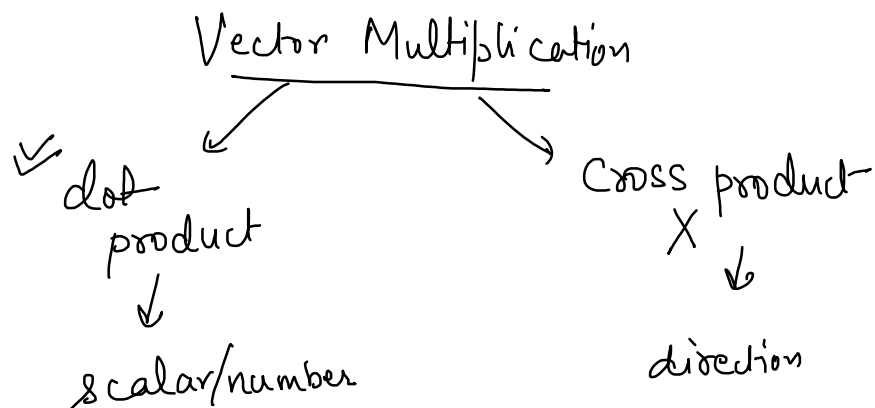 Vector Multiplication
dot
product
Cross product
X
scalar/number
direction